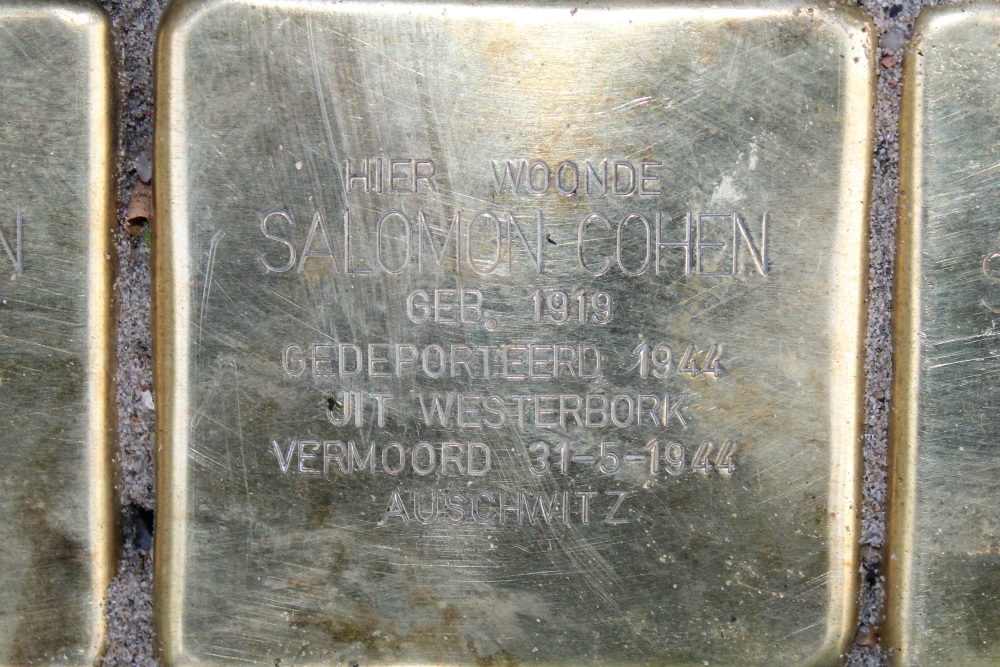 HIER WOONDE
SALOMON COHEN
GEB. 1919
GEDEPORTEERD 1944
UIT WESTERBORK
VERMOORD 31-5-1944
AUSCHWITZ
N